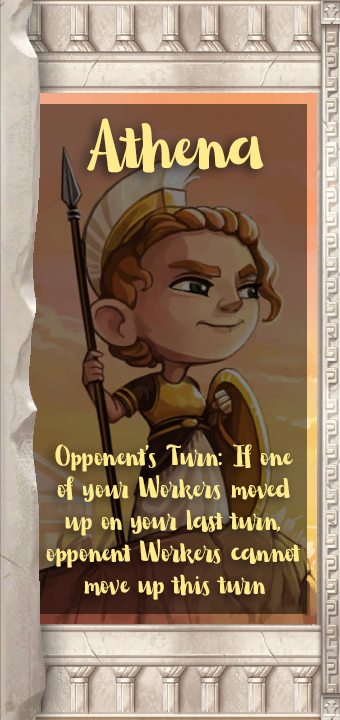 Athena
Opponent's Turn: If one
of your Workers moved
up on your last turn,
opponent Workers cannot
move up this turn